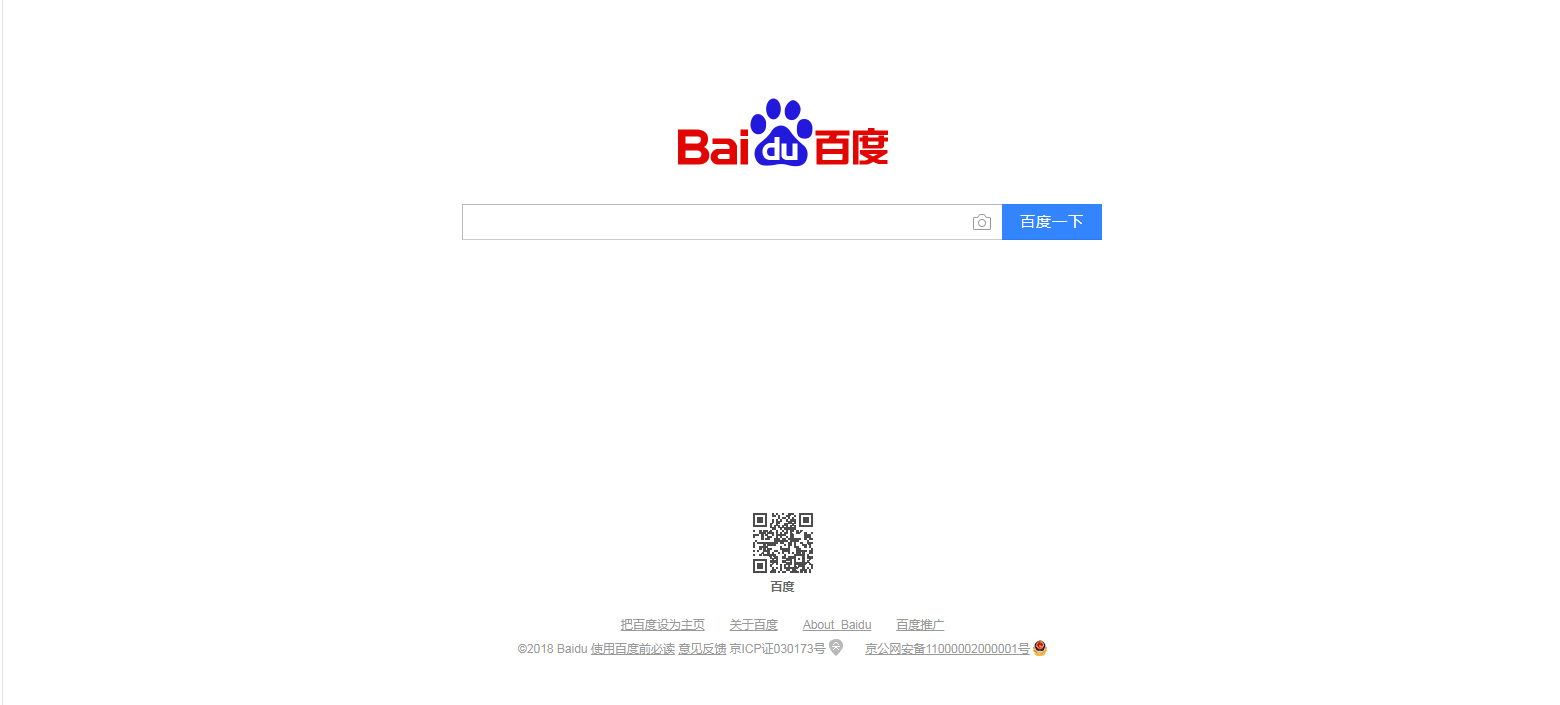 Baidu百度
百度一下
百度
把百度设为主页 关于百度 About Baidu 百度推广
©2018 Baidu 使用百度前必读 意见反馈 京ICP证030173号 京公网安备11000002000001号